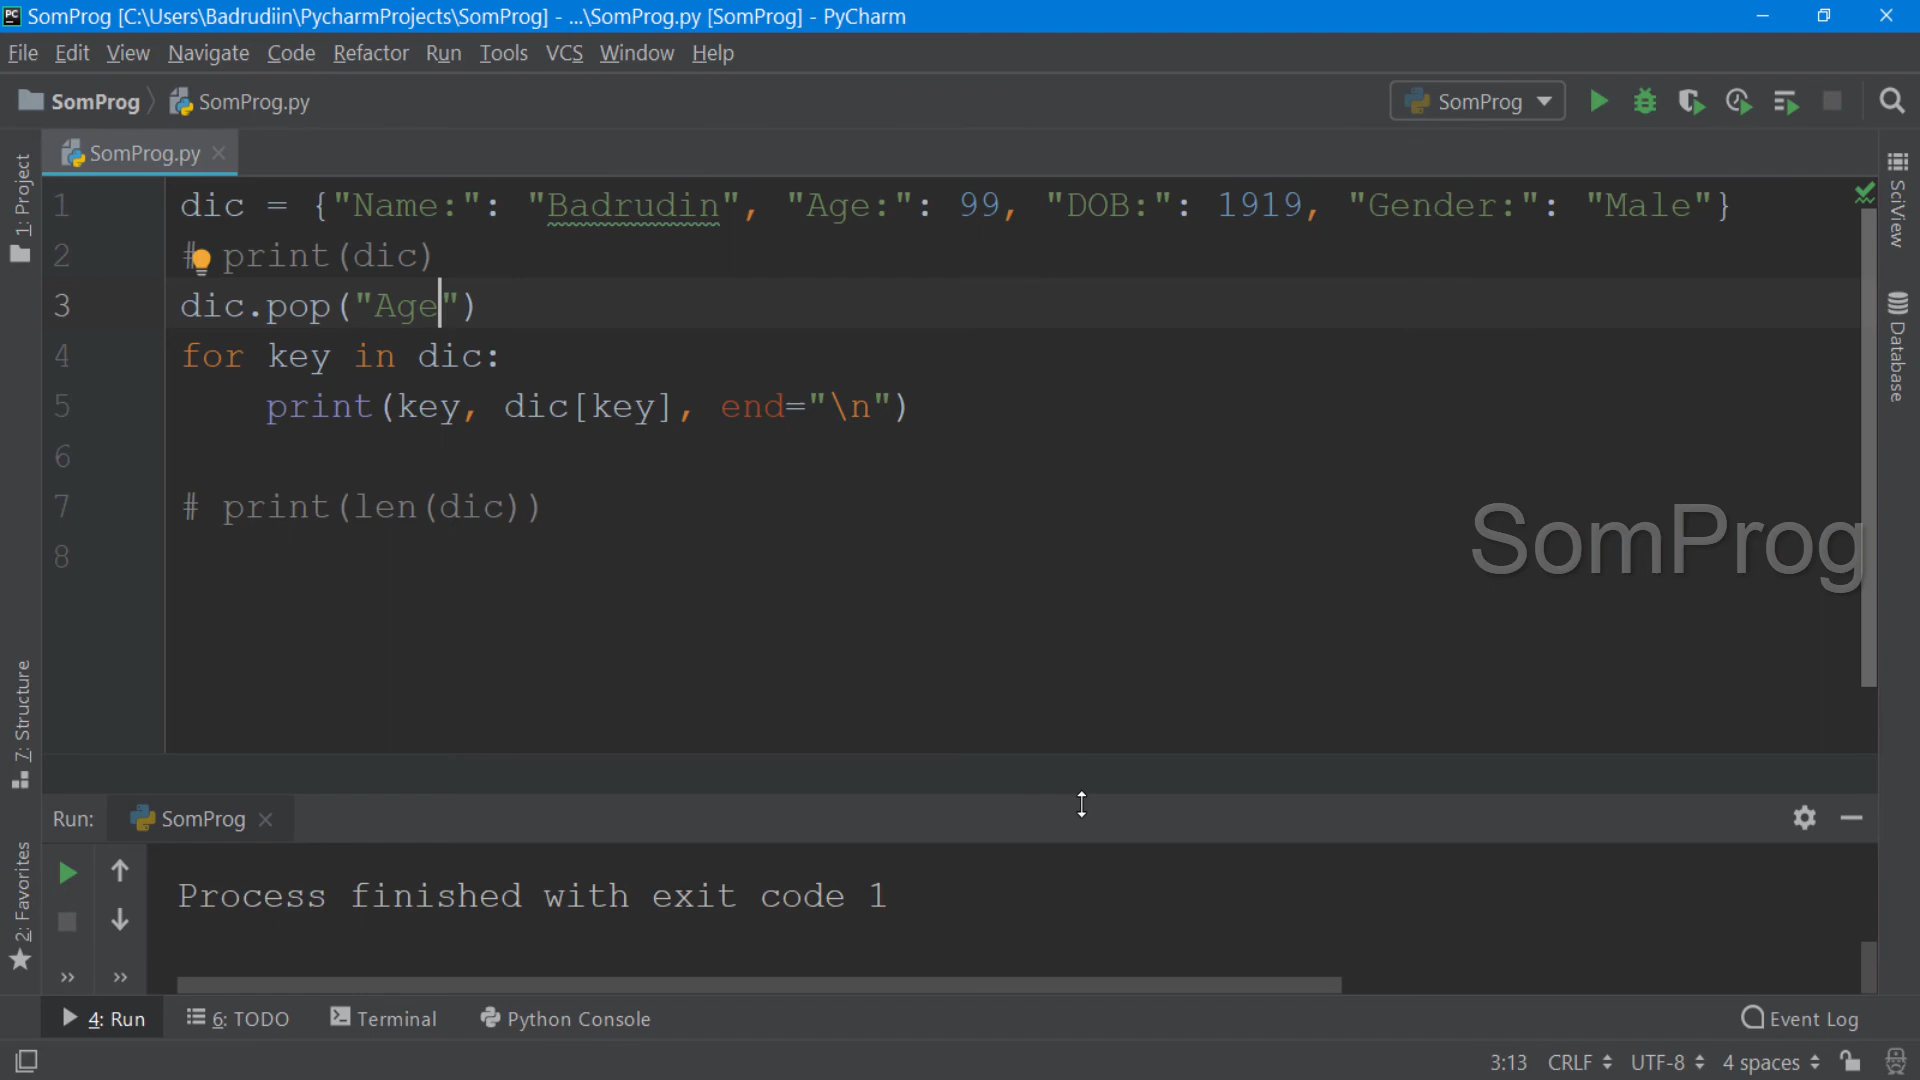 SomProg [C:\Users\Badrudiin\PycharmProjects\SomProg] - ...\SomProg.py [SomProg] - PyCharm
File Edit View Navigate Code Refactor Run Tools VCS Window Help
SomProg SomProg.py SomProg
SomProg.py
1: Project
SciView
Database
1 dic = {"Name:": "Badrudin", "Age:": 99, "DOB:": 1919, "Gender:": "Male"}
2 # print(dic)
3 dic.pop("Age")
4 for key in dic:
5     print(key, dic[key], end="\n")
6
7 # print(len(dic))
8
SomProg
7: Structure
2: Favorites
Run: SomProg
Process finished with exit code 1
4: Run 6: TODO Terminal Python Console Event Log
3:13 CRLF UTF-8 4 spaces